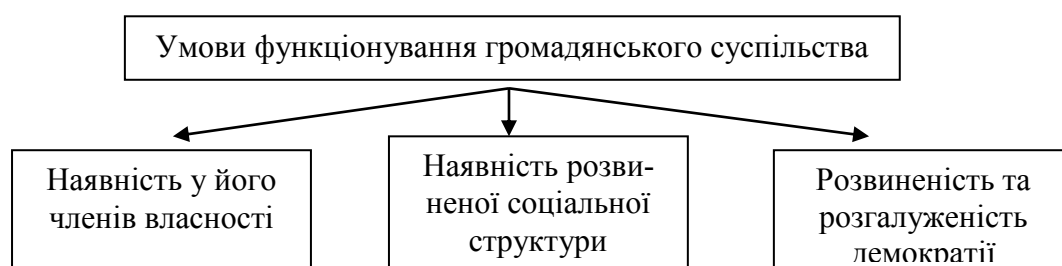 Умови функціонування громадянського суспільства
Наявність у його
членів власності
Наявність розви-
неної соціальної
структури
Розвиненість та
розгалуженість
демократії